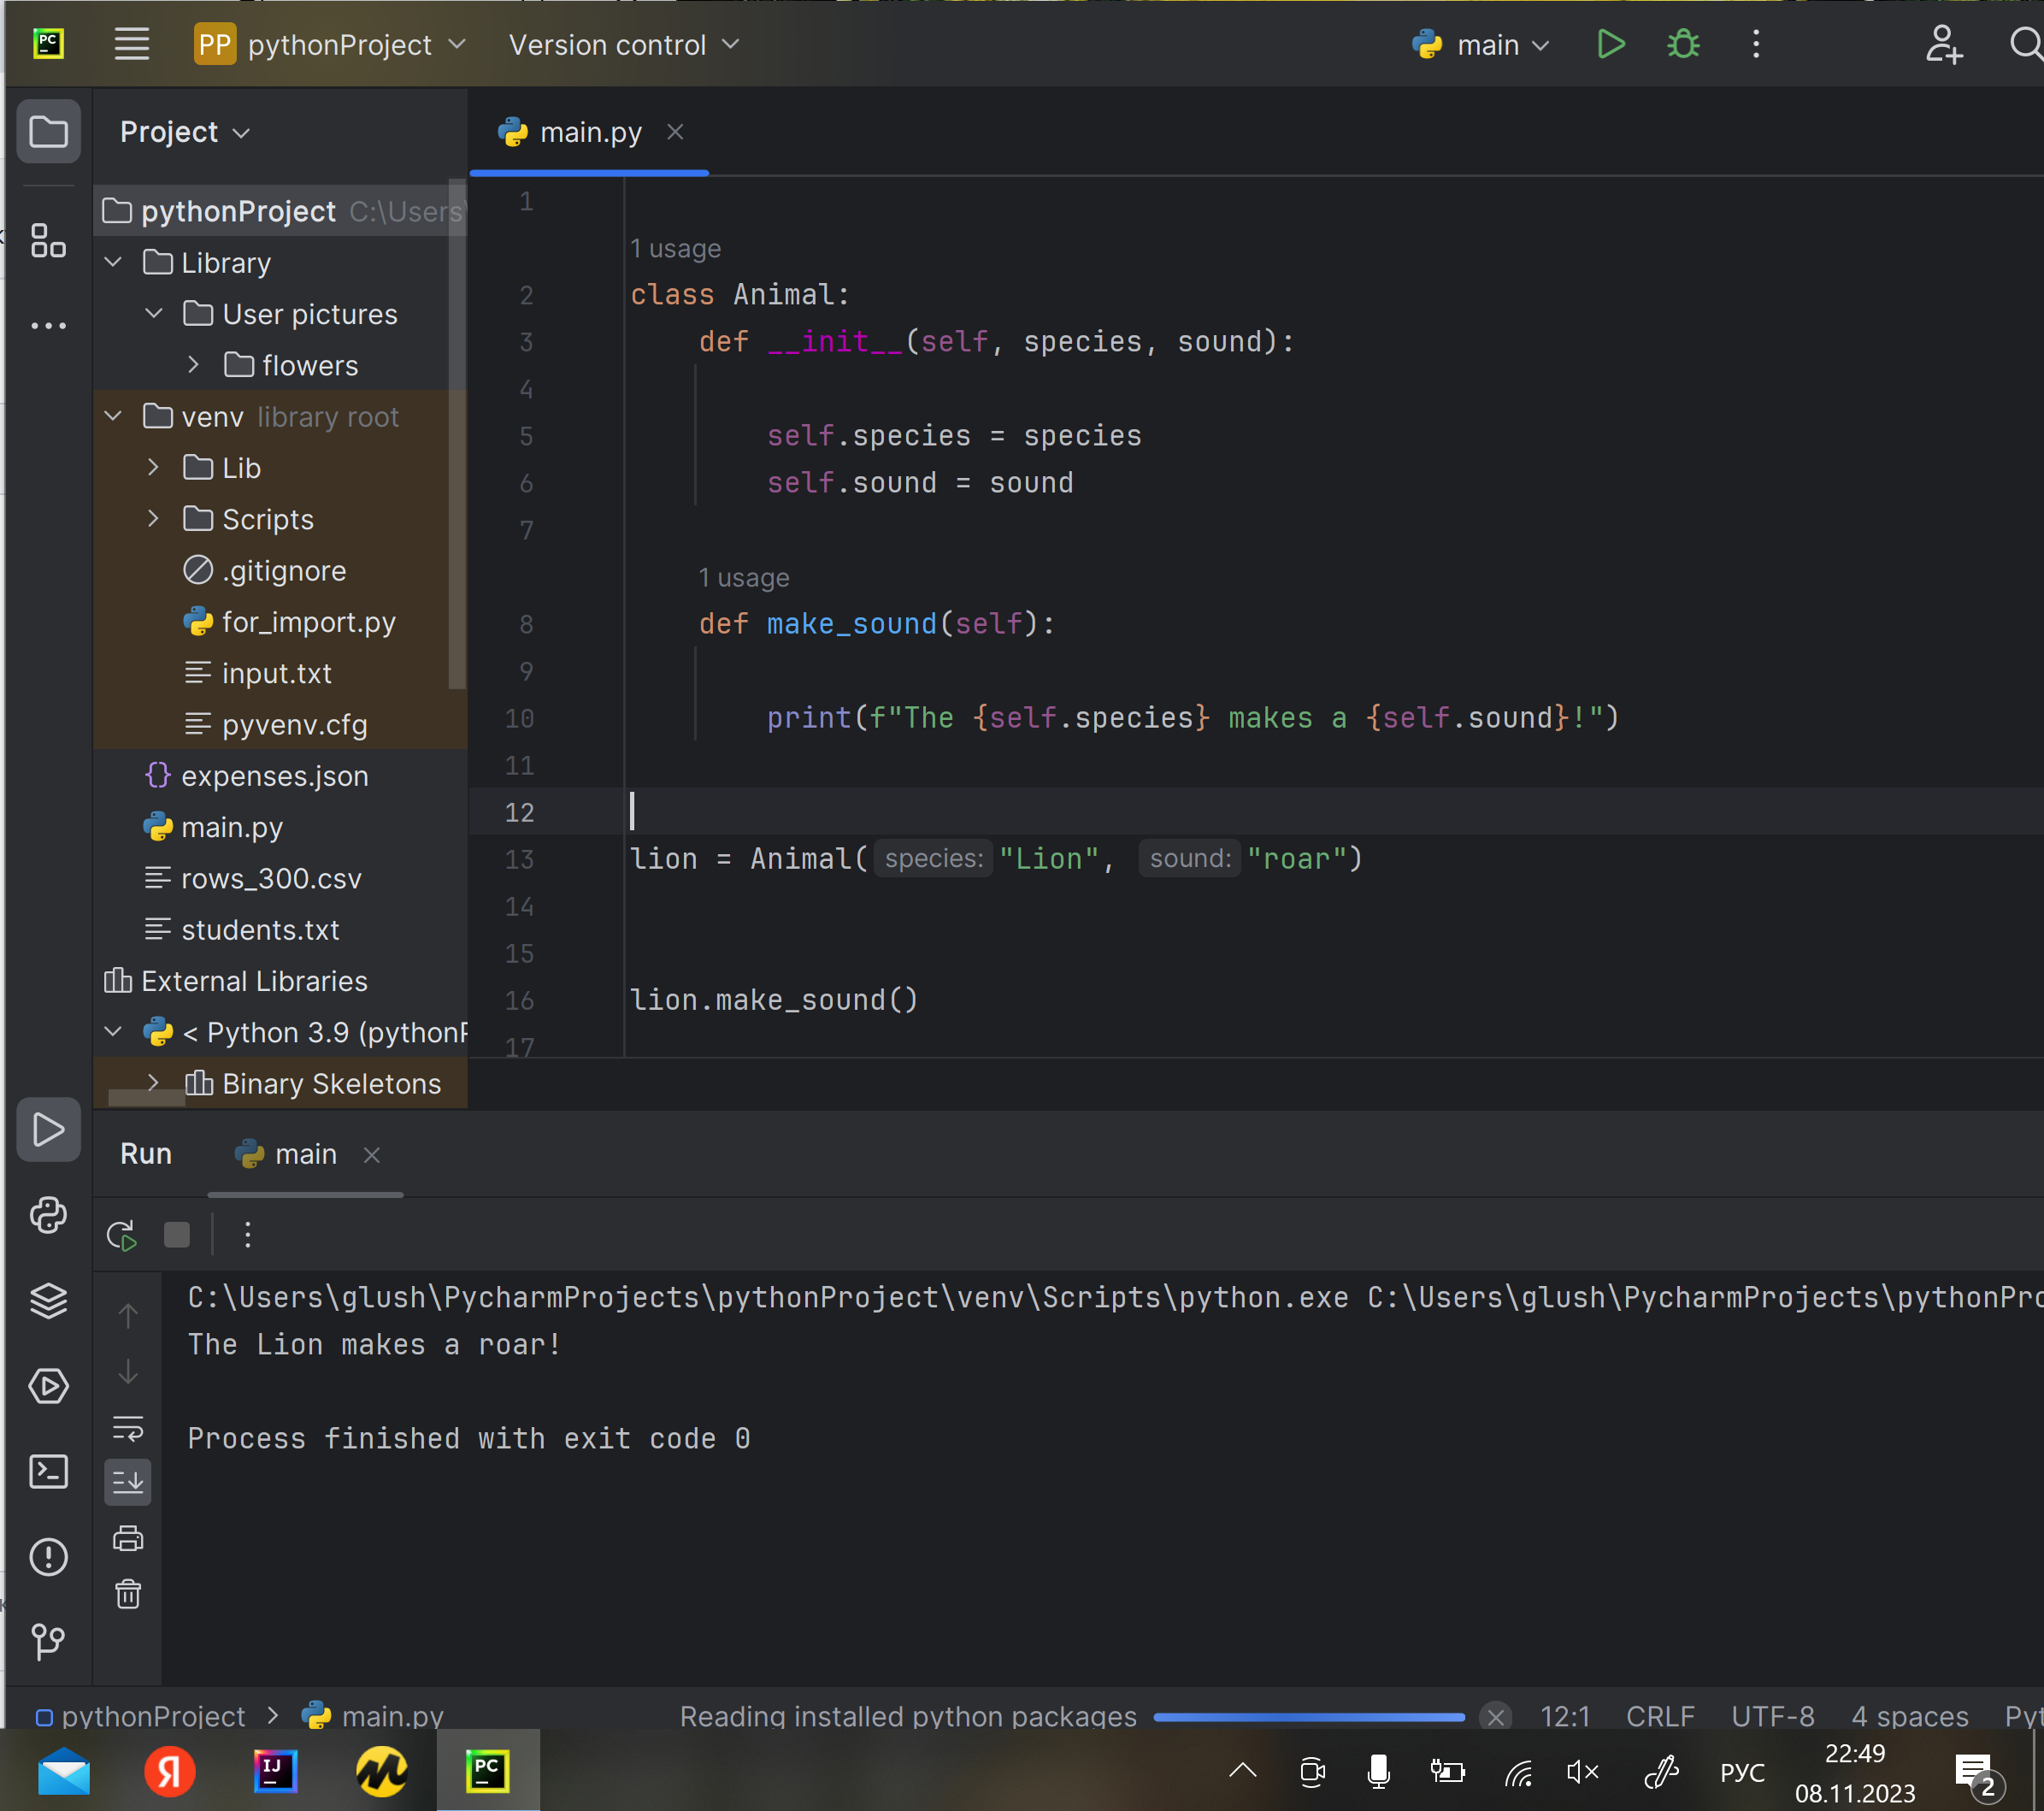 PC
PP pythonProject Version control main
Project
main.py
pythonProject C:\Users\
Library
User pictures
flowers
venv library root
Lib
Scripts
.gitignore
for_import.py
input.txt
pyvenv.cfg
expenses.json
main.py
rows_300.csv
students.txt
External Libraries
< Python 3.9 (pythonP
Binary Skeletons
1
1 usage
2 class Animal:
3 def __init__(self, species, sound):
4
5 self.species = species
6 self.sound = sound
7
1 usage
8 def make_sound(self):
9
10 print(f"The {self.species} makes a {self.sound}!")
11
12
13 lion = Animal( species: "Lion", sound: "roar")
14
15
16 lion.make_sound()
17
Run main
C:\Users\glush\PycharmProjects\pythonProject\venv\Scripts\python.exe C:\Users\glush\PycharmProjects\pythonPro
The Lion makes a roar!
Process finished with exit code 0
pythonProject > main.py Reading installed python packages 12:1 CRLF UTF-8 4 spaces Pyt
Я IJ PC РУС 22:49
08.11.2023 2